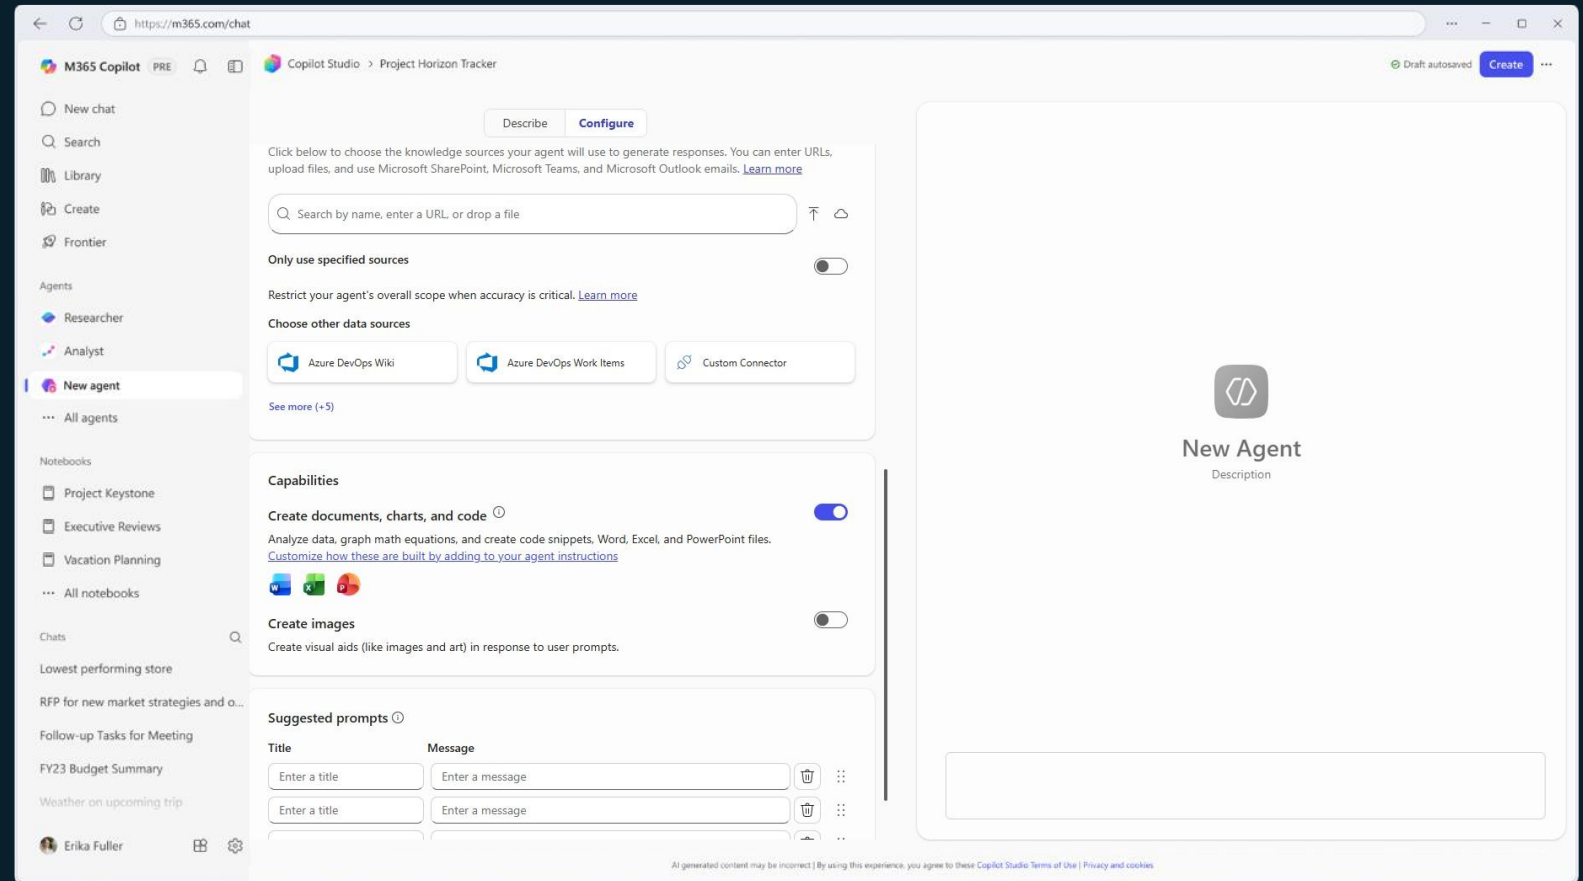 https://m365.com/chat
M365 Copilot PRE
New chat
Search
Library
Create
Frontier
Agents
Researcher
Analyst
New agent
All agents
Notebooks
Project Keystone
Executive Reviews
Vacation Planning
All notebooks
Chats
Lowest performing store
RFP for new market strategies and o...
Follow-up Tasks for Meeting
FY23 Budget Summary
Weather on upcoming trip
Erika Fuller
Copilot Studio > Project Horizon Tracker
Draft autosaved Create
Describe Configure
Click below to choose the knowledge sources your agent will use to generate responses. You can enter URLs,
upload files, and use Microsoft SharePoint, Microsoft Teams, and Microsoft Outlook emails. Learn more
Search by name, enter a URL, or drop a file
Only use specified sources
Restrict your agent's overall scope when accuracy is critical. Learn more
Choose other data sources
Azure DevOps Wiki Azure DevOps Work Items Custom Connector
See more (+5)
Capabilities
Create documents, charts, and code
Analyze data, graph math equations, and create code snippets, Word, Excel, and PowerPoint files.
Customize how these are built by adding to your agent instructions
Create images
Create visual aids (like images and art) in response to user prompts.
Suggested prompts
Title Message
Enter a title Enter a message
Enter a title Enter a message
New Agent
Description
AI generated content may be incorrect | By using this experience, you agree to these Copilot Studio Terms of Use | Privacy and cookies